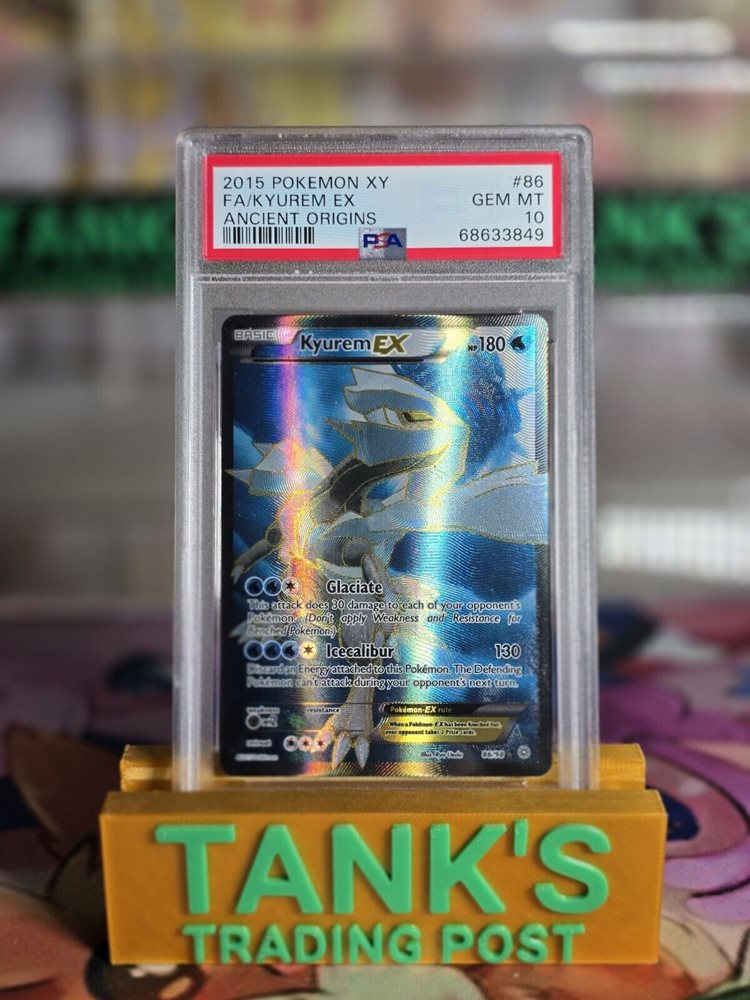 TANK'S
2015 POKEMON XY #86
FA/KYUREM EX GEM MT
ANCIENT ORIGINS 10
PSA 68633849
BASIC Kyurem EX HP180
Glaciate
This attack does 30 damage to each of your opponent's
Pokémon. (Don't apply Weakness and Resistance for
Benched Pokémon.)
Icecalibur 130
Discard an Energy attached to this Pokémon. The Defending
Pokémon can't attack during your opponent's next turn.
weakness resistance Pokémon-EX rule
×2 When a Pokémon-EX has been Knocked Out,
your opponent takes 2 Prize cards.
retreat
86/98
TANK'S
TRADING POST